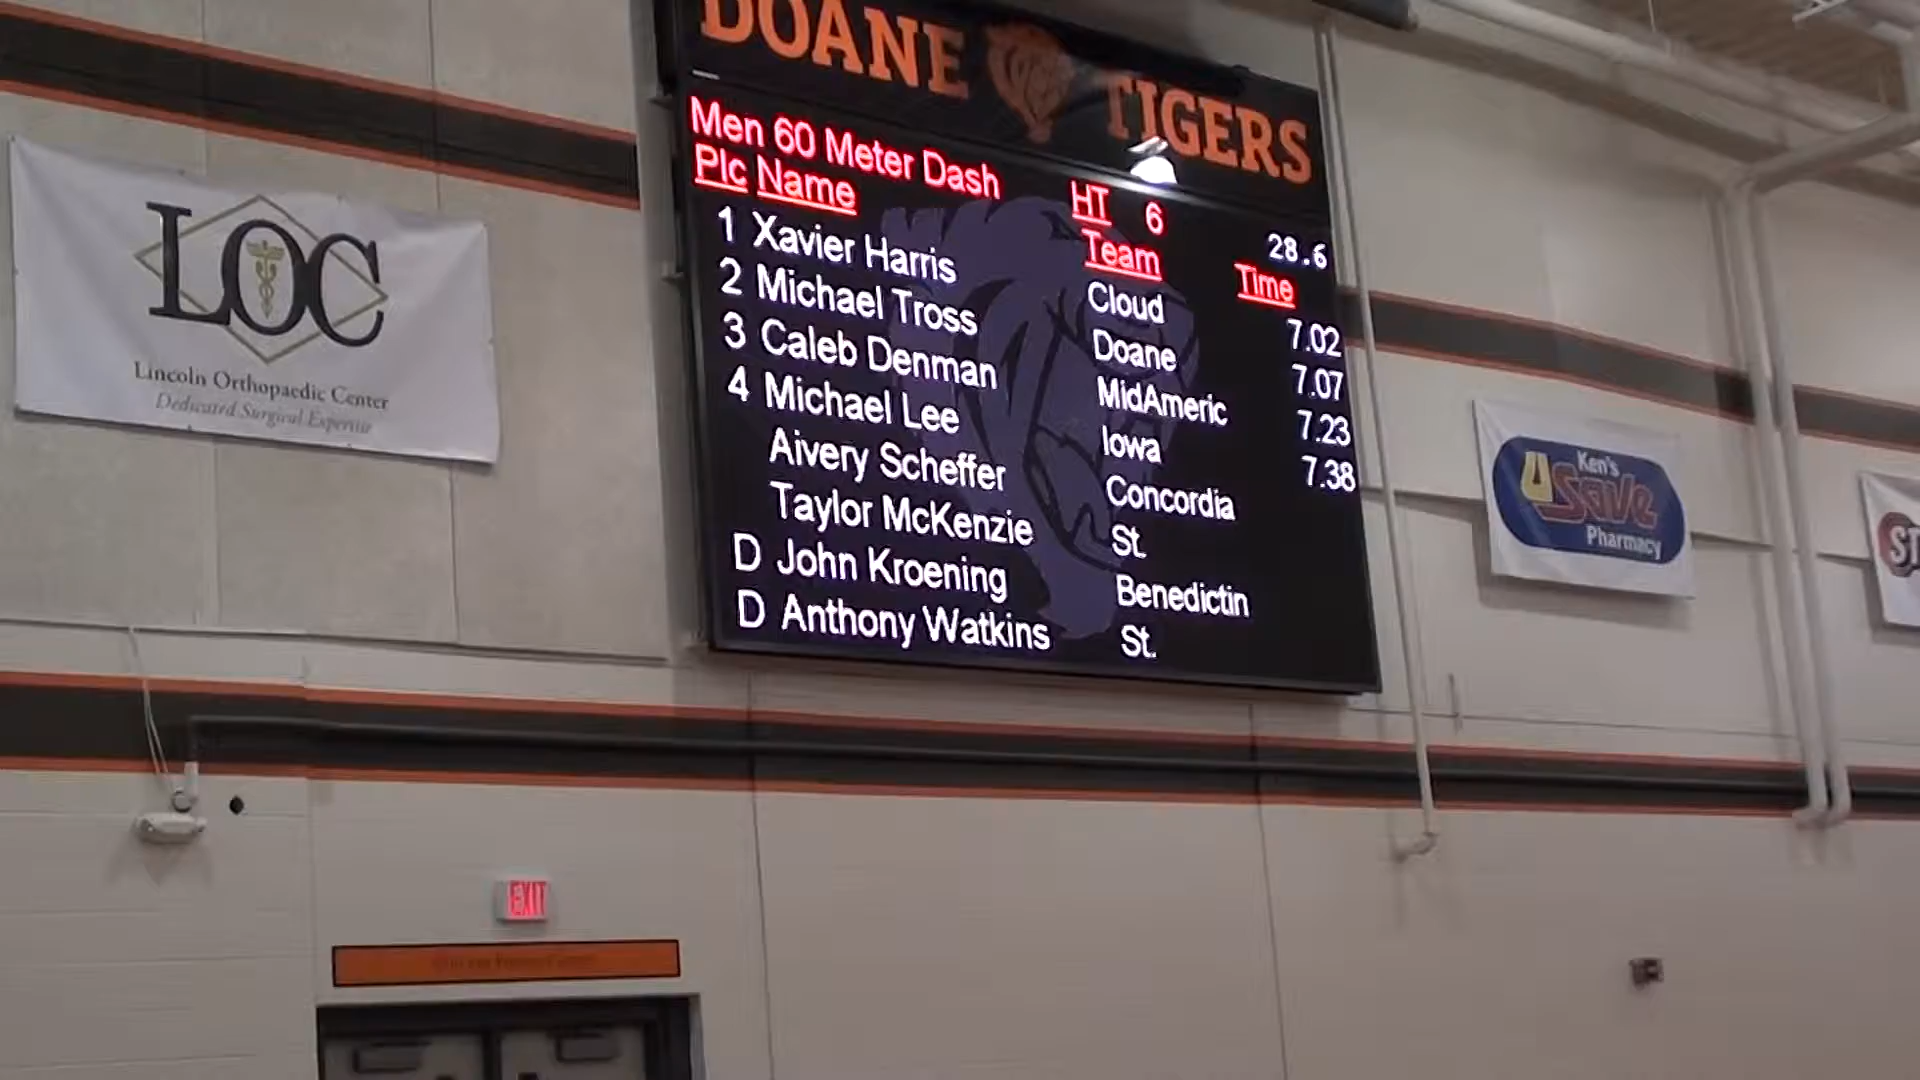 DOANE TIGERS
Men 60 Meter Dash HT 6 28.6
Plc Name Team Time
1 Xavier Harris Cloud 7.02
2 Michael Tross Doane 7.07
3 Caleb Denman MidAmeric 7.23
4 Michael Lee Iowa 7.38
Aivery Scheffer Concordia
Taylor McKenzie St.
D John Kroening Benedictin
D Anthony Watkins St.
LOC
Lincoln Orthopaedic Center
Dedicated Surgical Expertise
Ken's
U Save
Pharmacy
ST
EXIT